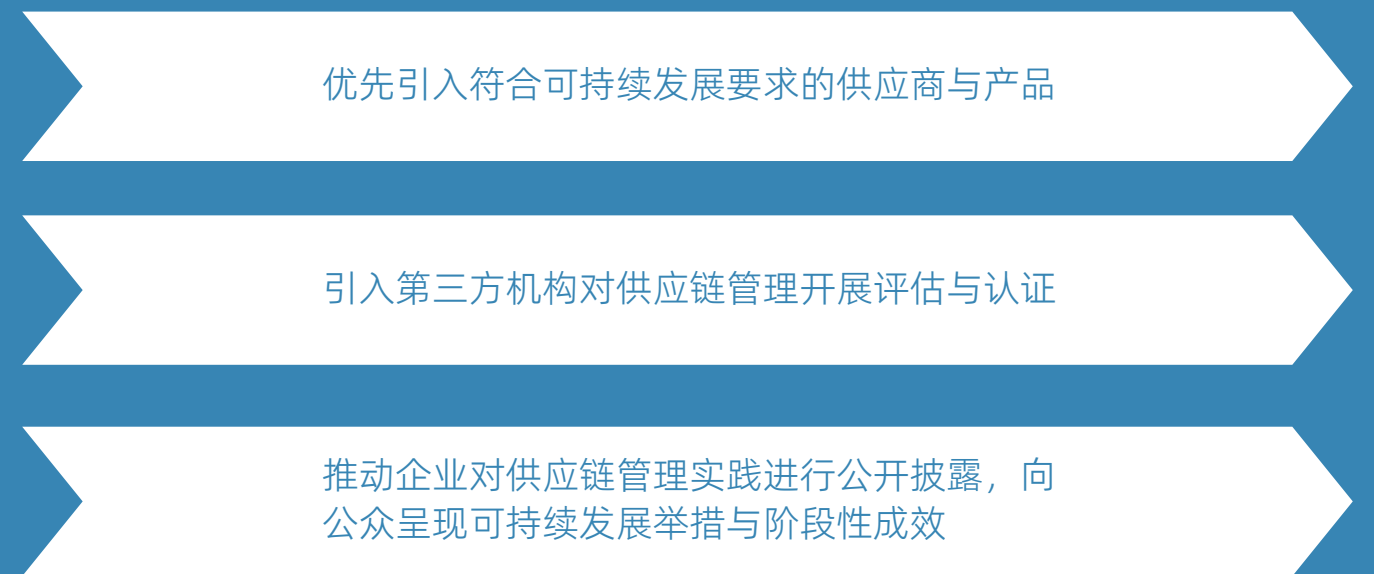 优先引入符合可持续发展要求的供应商与产品
引入第三方机构对供应链管理开展评估与认证
推动企业对供应链管理实践进行公开披露，向
公众呈现可持续发展举措与阶段性成效